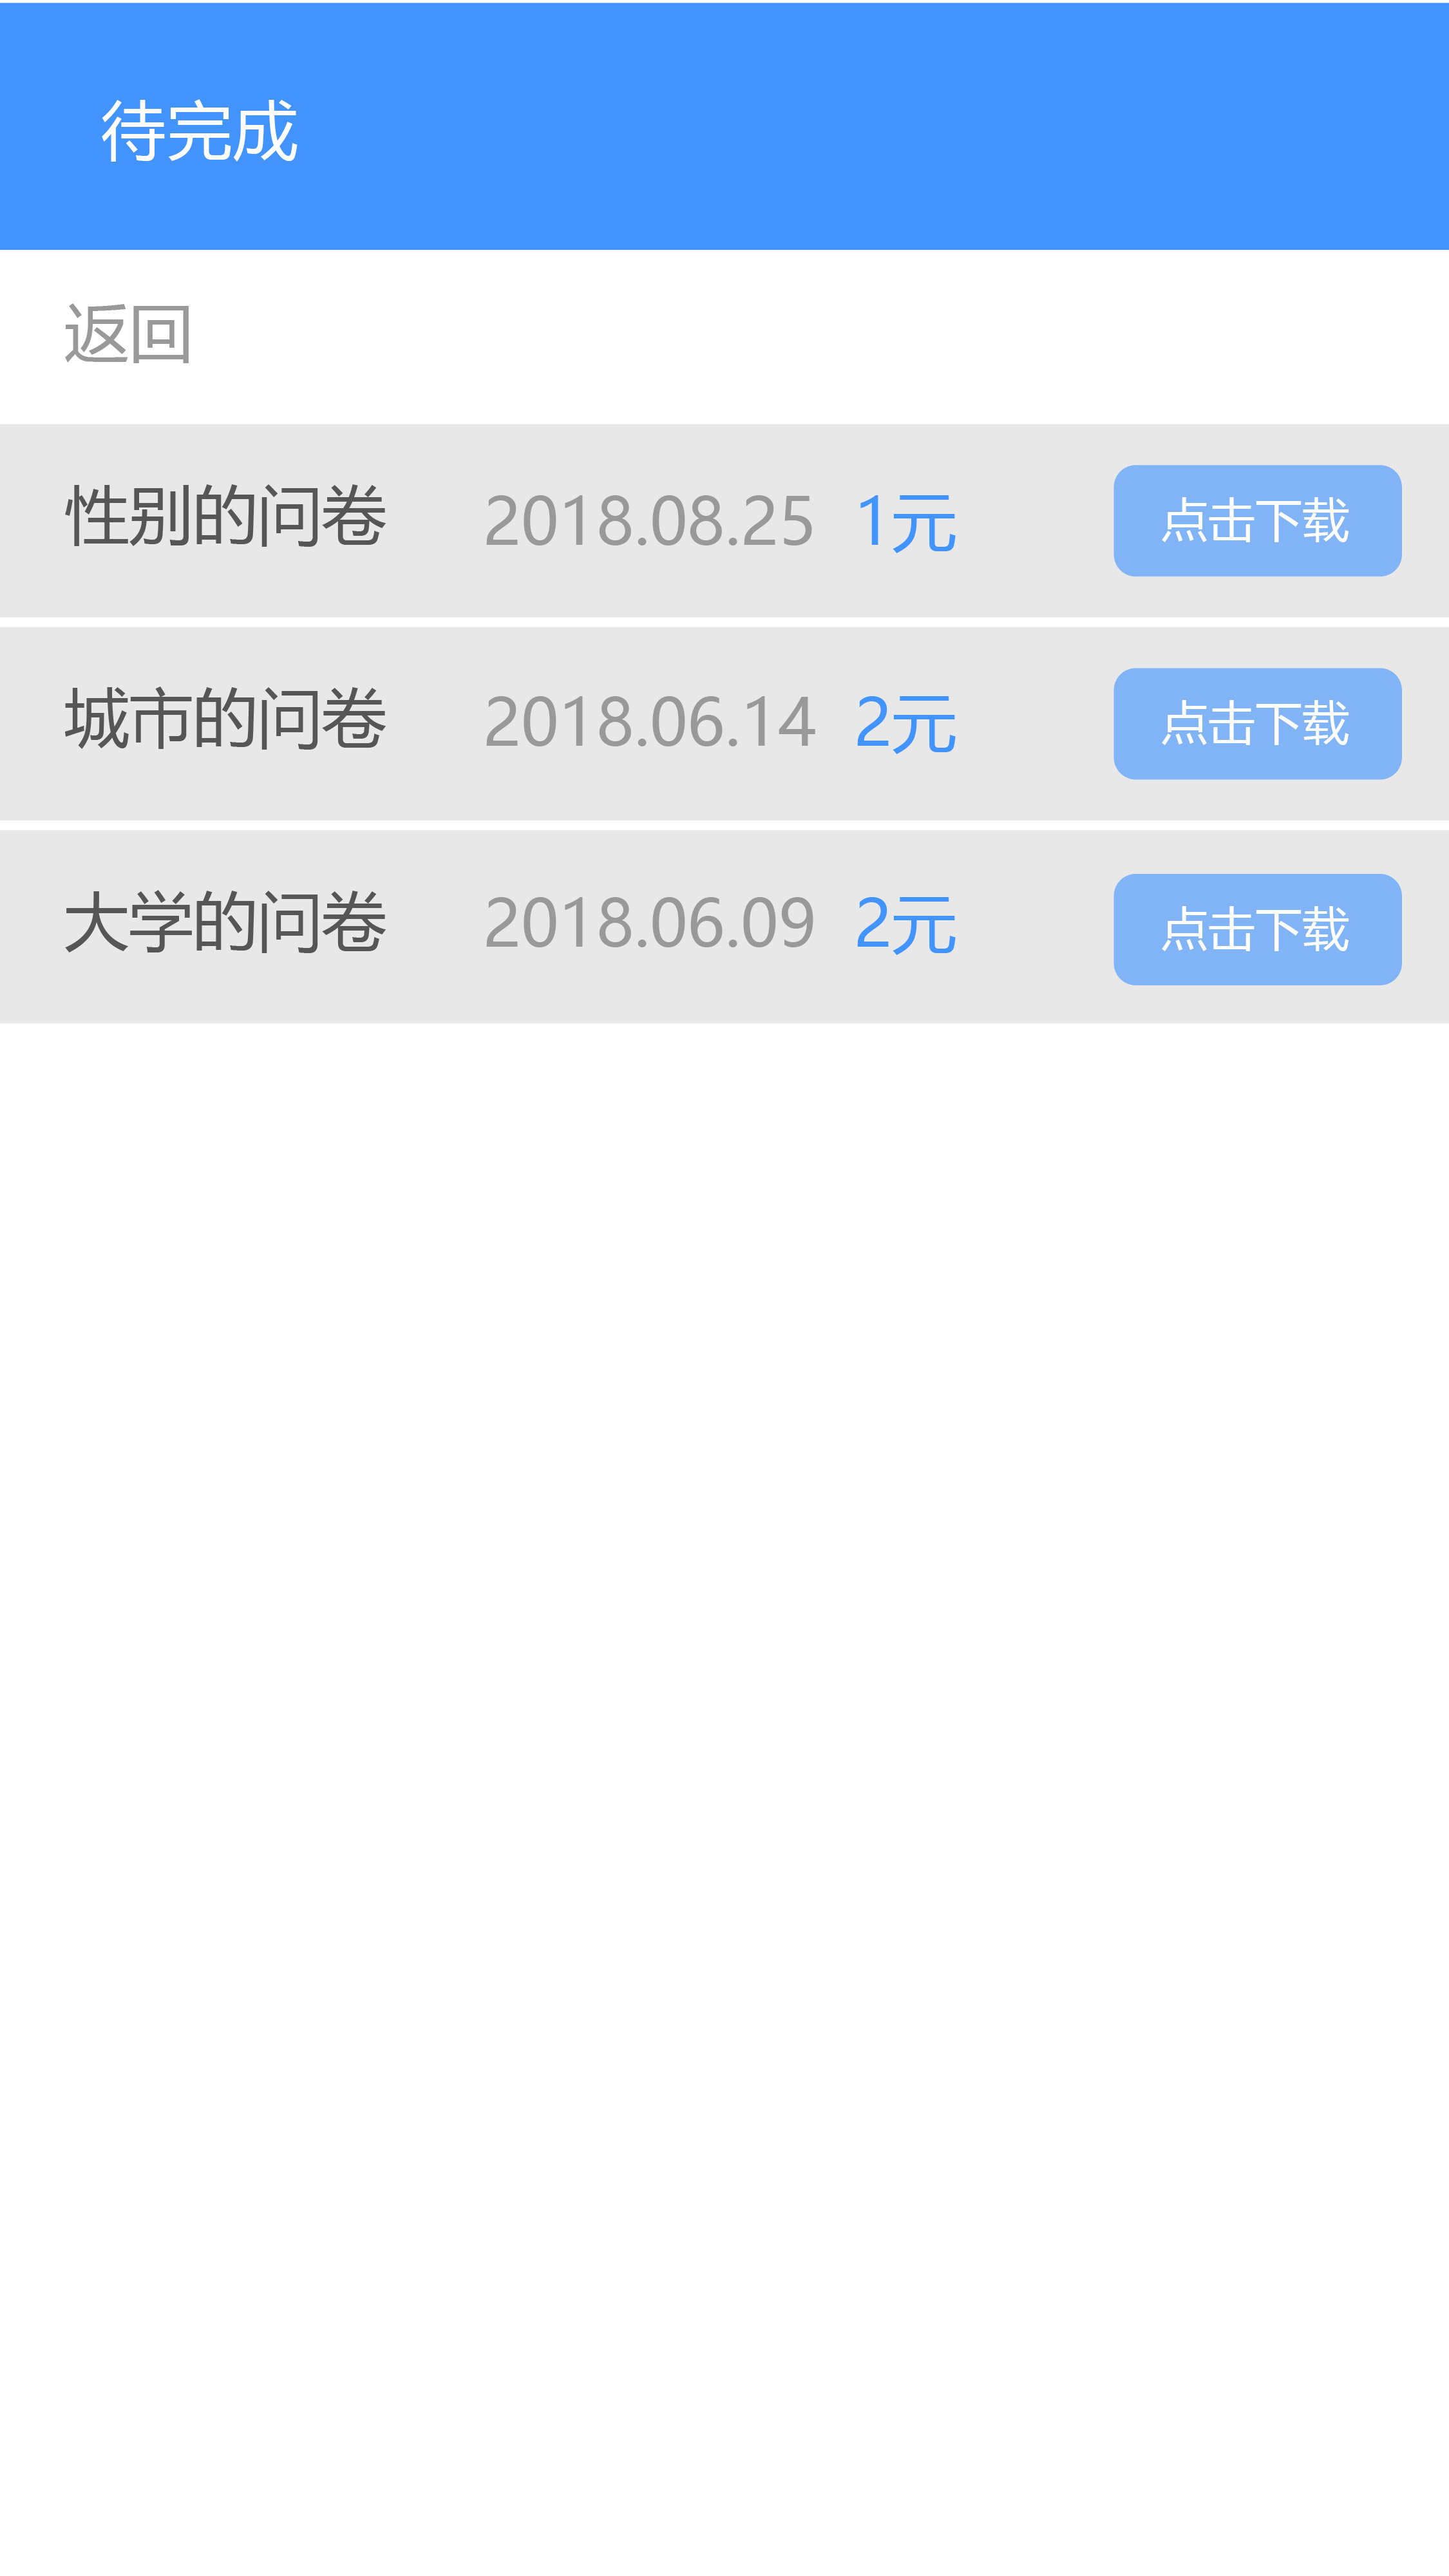 待完成
返回
性别的问卷 2018.08.25 1元 点击下载
城市的问卷 2018.06.14 2元 点击下载
大学的问卷 2018.06.09 2元 点击下载